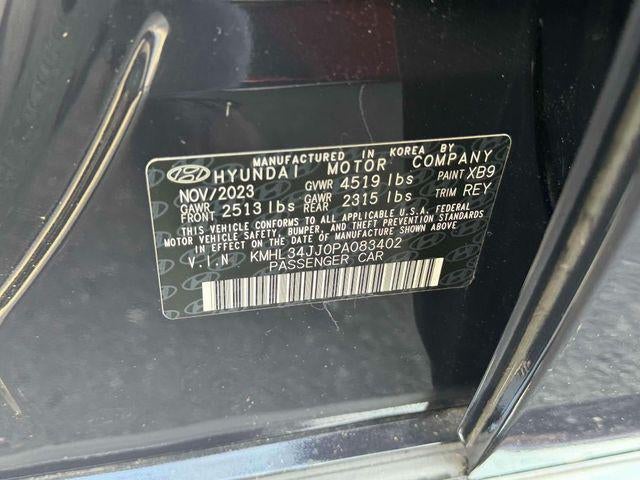 MANUFACTURED IN KOREA BY
HYUNDAI MOTOR COMPANY
NOV/2023 GVWR 4519 lbs PAINT XB9
GAWR FRONT 2513 lbs GAWR REAR 2315 lbs TRIM REY
THIS VEHICLE CONFORMS TO ALL APPLICABLE U.S.A. FEDERAL
MOTOR VEHICLE SAFETY, BUMPER, AND THEFT PREVENTION STANDARDS
IN EFFECT ON THE DATE OF MANUFACTURE SHOWN ABOVE.
V.I.N KMHL34JJ0PA083402
PASSENGER CAR